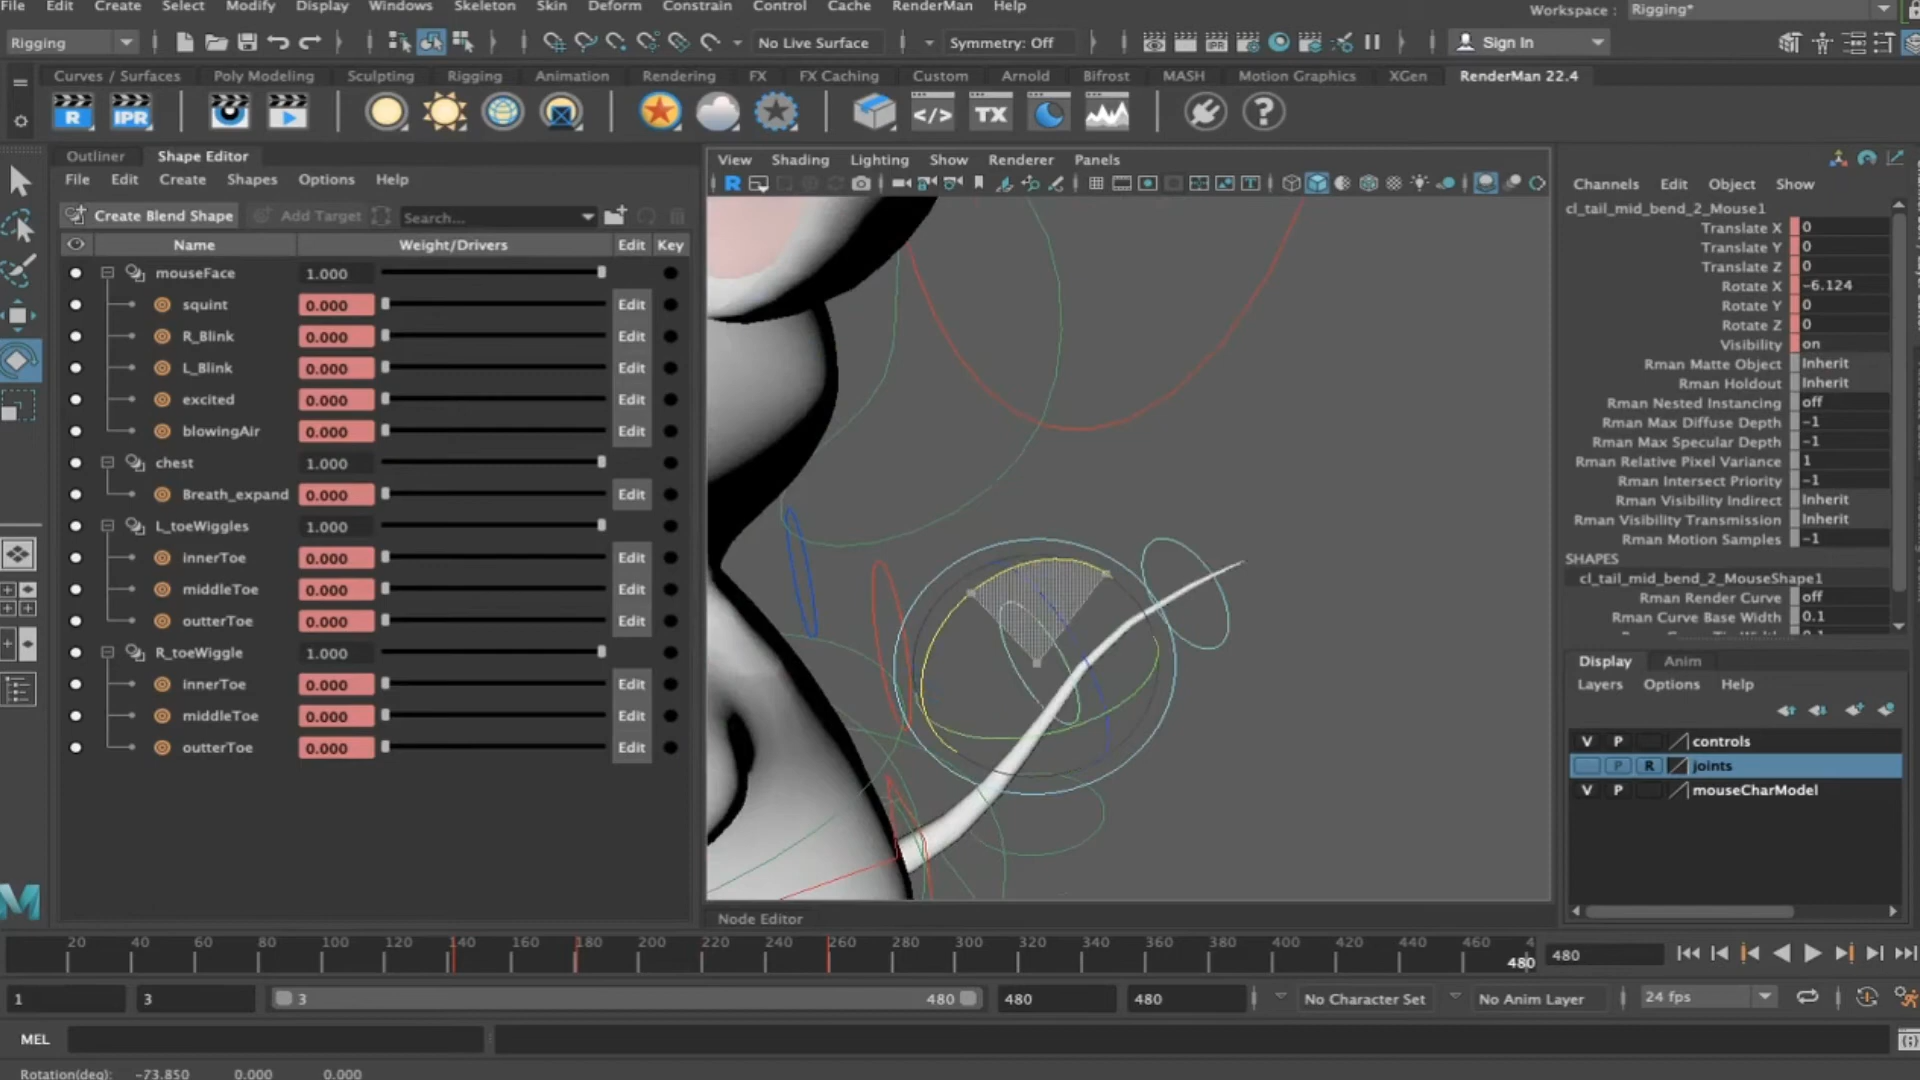 File Edit Create Select Modify Display Windows Skeleton Skin Deform Constrain Control Cache RenderMan Help
Workspace : Rigging*
Rigging No Live Surface Symmetry: Off Sign In
Curves / Surfaces Poly Modeling Sculpting Rigging Animation Rendering FX FX Caching Custom Arnold Bifrost MASH Motion Graphics XGen RenderMan 22.4
R IPR </> TX ?
Outliner Shape Editor
File Edit Create Shapes Options Help
Create Blend Shape Add Target Search...
Name Weight/Drivers Edit Key
mouseFace 1.000
squint 0.000 Edit
R_Blink 0.000 Edit
L_Blink 0.000 Edit
excited 0.000 Edit
blowingAir 0.000 Edit
chest 1.000
Breath_expand 0.000 Edit
L_toeWiggles 1.000
innerToe 0.000 Edit
middleToe 0.000 Edit
outterToe 0.000 Edit
R_toeWiggle 1.000
innerToe 0.000 Edit
middleToe 0.000 Edit
outterToe 0.000 Edit
View Shading Lighting Show Renderer Panels
Node Editor
Channels Edit Object Show
cl_tail_mid_bend_2_Mouse1
Translate X 0
Translate Y 0
Translate Z 0
Rotate X -6.124
Rotate Y 0
Rotate Z 0
Visibility on
Rman Matte Object Inherit
Rman Holdout Inherit
Rman Nested Instancing off
Rman Max Diffuse Depth -1
Rman Max Specular Depth -1
Rman Relative Pixel Variance 1
Rman Intersect Priority -1
Rman Visibility Indirect Inherit
Rman Visibility Transmission Inherit
Rman Motion Samples -1
SHAPES
cl_tail_mid_bend_2_MouseShape1
Rman Render Curve off
Rman Curve Base Width 0.1
Display Anim
Layers Options Help
V P controls
P R joints
V P mouseCharModel
20 40 60 80 100 120 140 160 180 200 220 240 260 280 300 320 340 360 380 400 420 440 460 480
480
1 3 3 480 480 480 No Character Set No Anim Layer 24 fps
MEL
Rotation(deg): -73.850 0.000 0.000